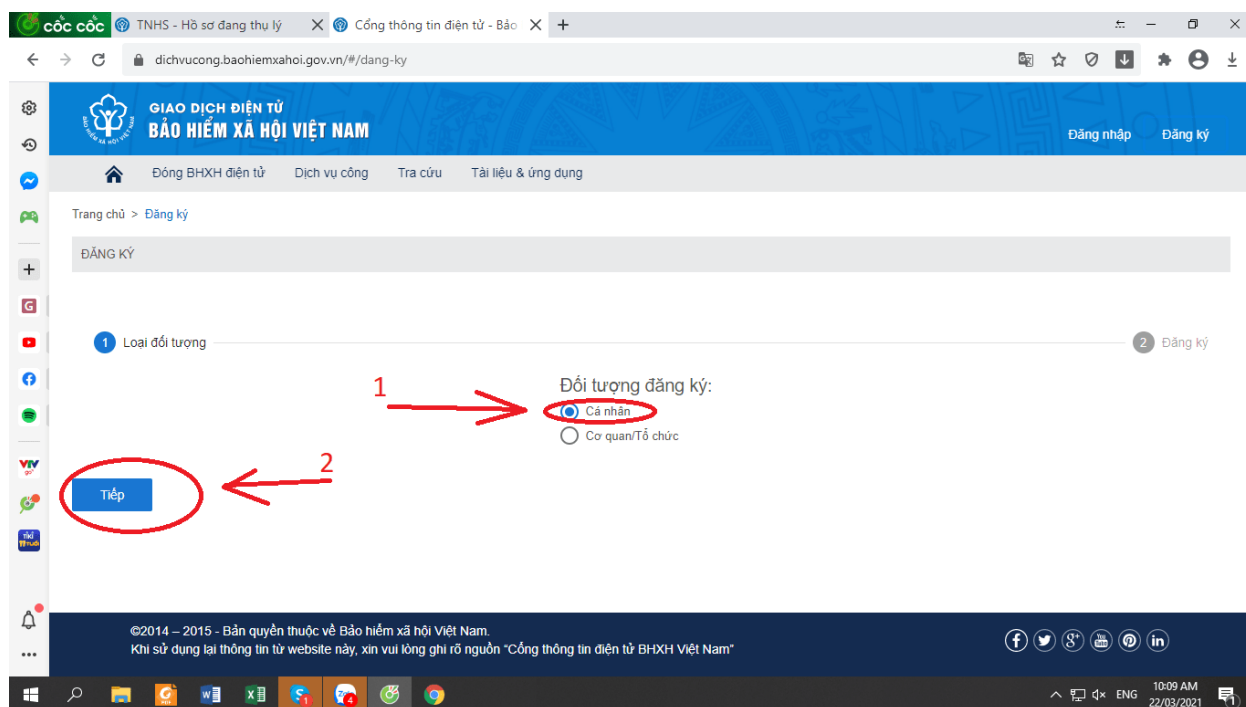 cốc cốc TNHS - Hồ sơ đang thụ lý Cổng thông tin điện tử - Bảo
dichvucong.baohiemxahoi.gov.vn/#/dang-ky
GIAO DỊCH ĐIỆN TỬ
BẢO HIỂM XÃ HỘI VIỆT NAM
Đăng nhập Đăng ký
Đóng BHXH điện tử Dịch vụ công Tra cứu Tài liệu & ứng dụng
Trang chủ > Đăng ký
ĐĂNG KÝ
1 Loại đối tượng 2 Đăng ký
Đối tượng đăng ký:
1
Cá nhân
Cơ quan/Tổ chức
2
Tiếp
©2014 – 2015 - Bản quyền thuộc về Bảo hiểm xã hội Việt Nam.
Khi sử dụng lại thông tin từ website này, xin vui lòng ghi rõ nguồn "Cổng thông tin điện tử BHXH Việt Nam"
ENG 10:09 AM
22/03/2021